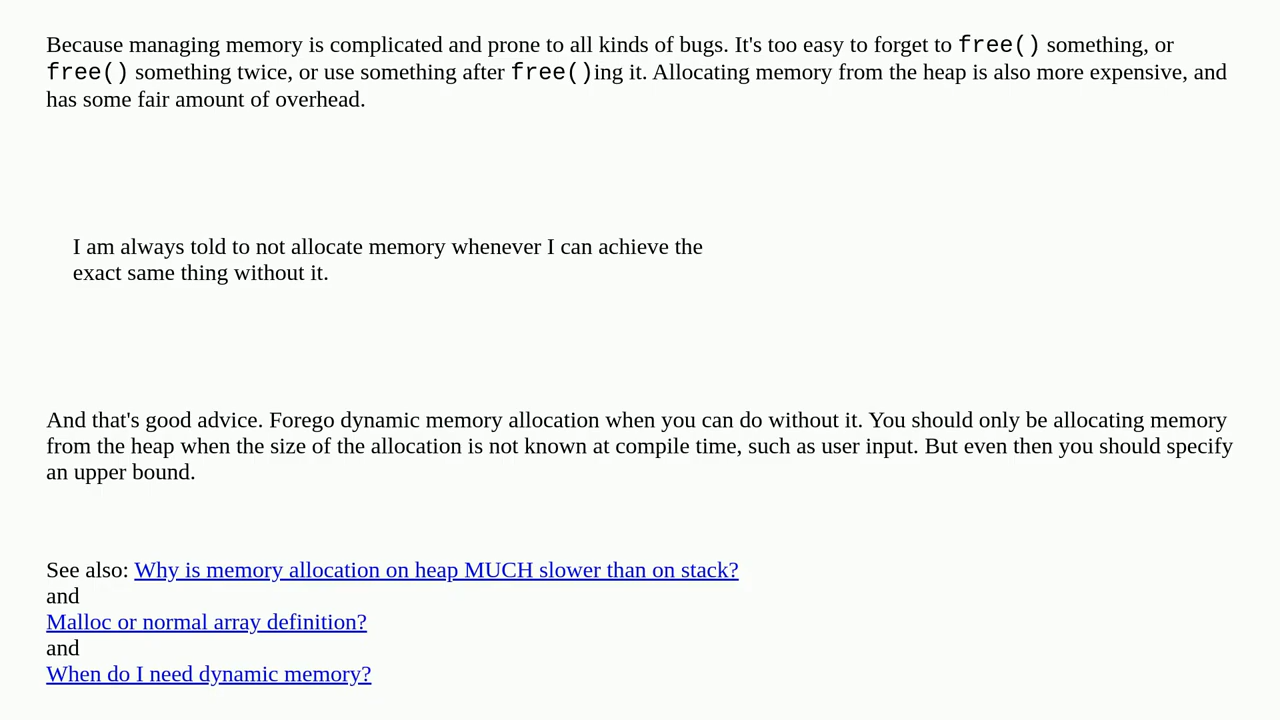 Because managing memory is complicated and prone to all kinds of bugs. It's too easy to forget to free() something, or
free() something twice, or use something after free()ing it. Allocating memory from the heap is also more expensive, and
has some fair amount of overhead.
I am always told to not allocate memory whenever I can achieve the
exact same thing without it.
And that's good advice. Forego dynamic memory allocation when you can do without it. You should only be allocating memory
from the heap when the size of the allocation is not known at compile time, such as user input. But even then you should specify
an upper bound.
See also: Why is memory allocation on heap MUCH slower than on stack?
and
Malloc or normal array definition?
and
When do I need dynamic memory?